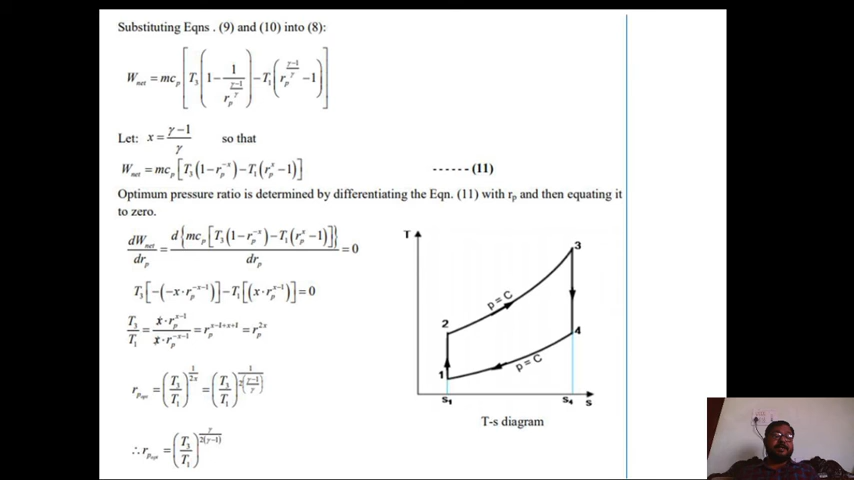 Substituting Eqns . (9) and (10) into (8):
W_net = mc_p [ T_3 ( 1 − 1 / r_p^((γ−1)/γ) ) − T_1 ( r_p^((γ−1)/γ) − 1 ) ]
Let: x = (γ−1)/γ so that
W_net = mc_p [ T_3 (1 − r_p^(−x)) − T_1 (r_p^x − 1) ] ------ (11)
Optimum pressure ratio is determined by differentiating the Eqn. (11) with r_p and then equating it
to zero.
dW_net / dr_p = d { mc_p [ T_3 (1 − r_p^(−x)) − T_1 (r_p^x − 1) ] } / dr_p = 0
T_3 [ −(−x · r_p^(−x−1)) ] − T_1 [ (x · r_p^(x−1)) ] = 0
T_3 / T_1 = x · r_p^(x−1) / x · r_p^(−x−1) = r_p^(x−1+x+1) = r_p^(2x)
r_p_opt = (T_3 / T_1)^(1/(2x)) = (T_3 / T_1)^(1/(2((γ−1)/γ)))
∴ r_p_opt = (T_3 / T_1)^(γ/(2(γ−1)))
T
3
p = C
2
4
p = C
1
S_1
S_4
S
T-s diagram